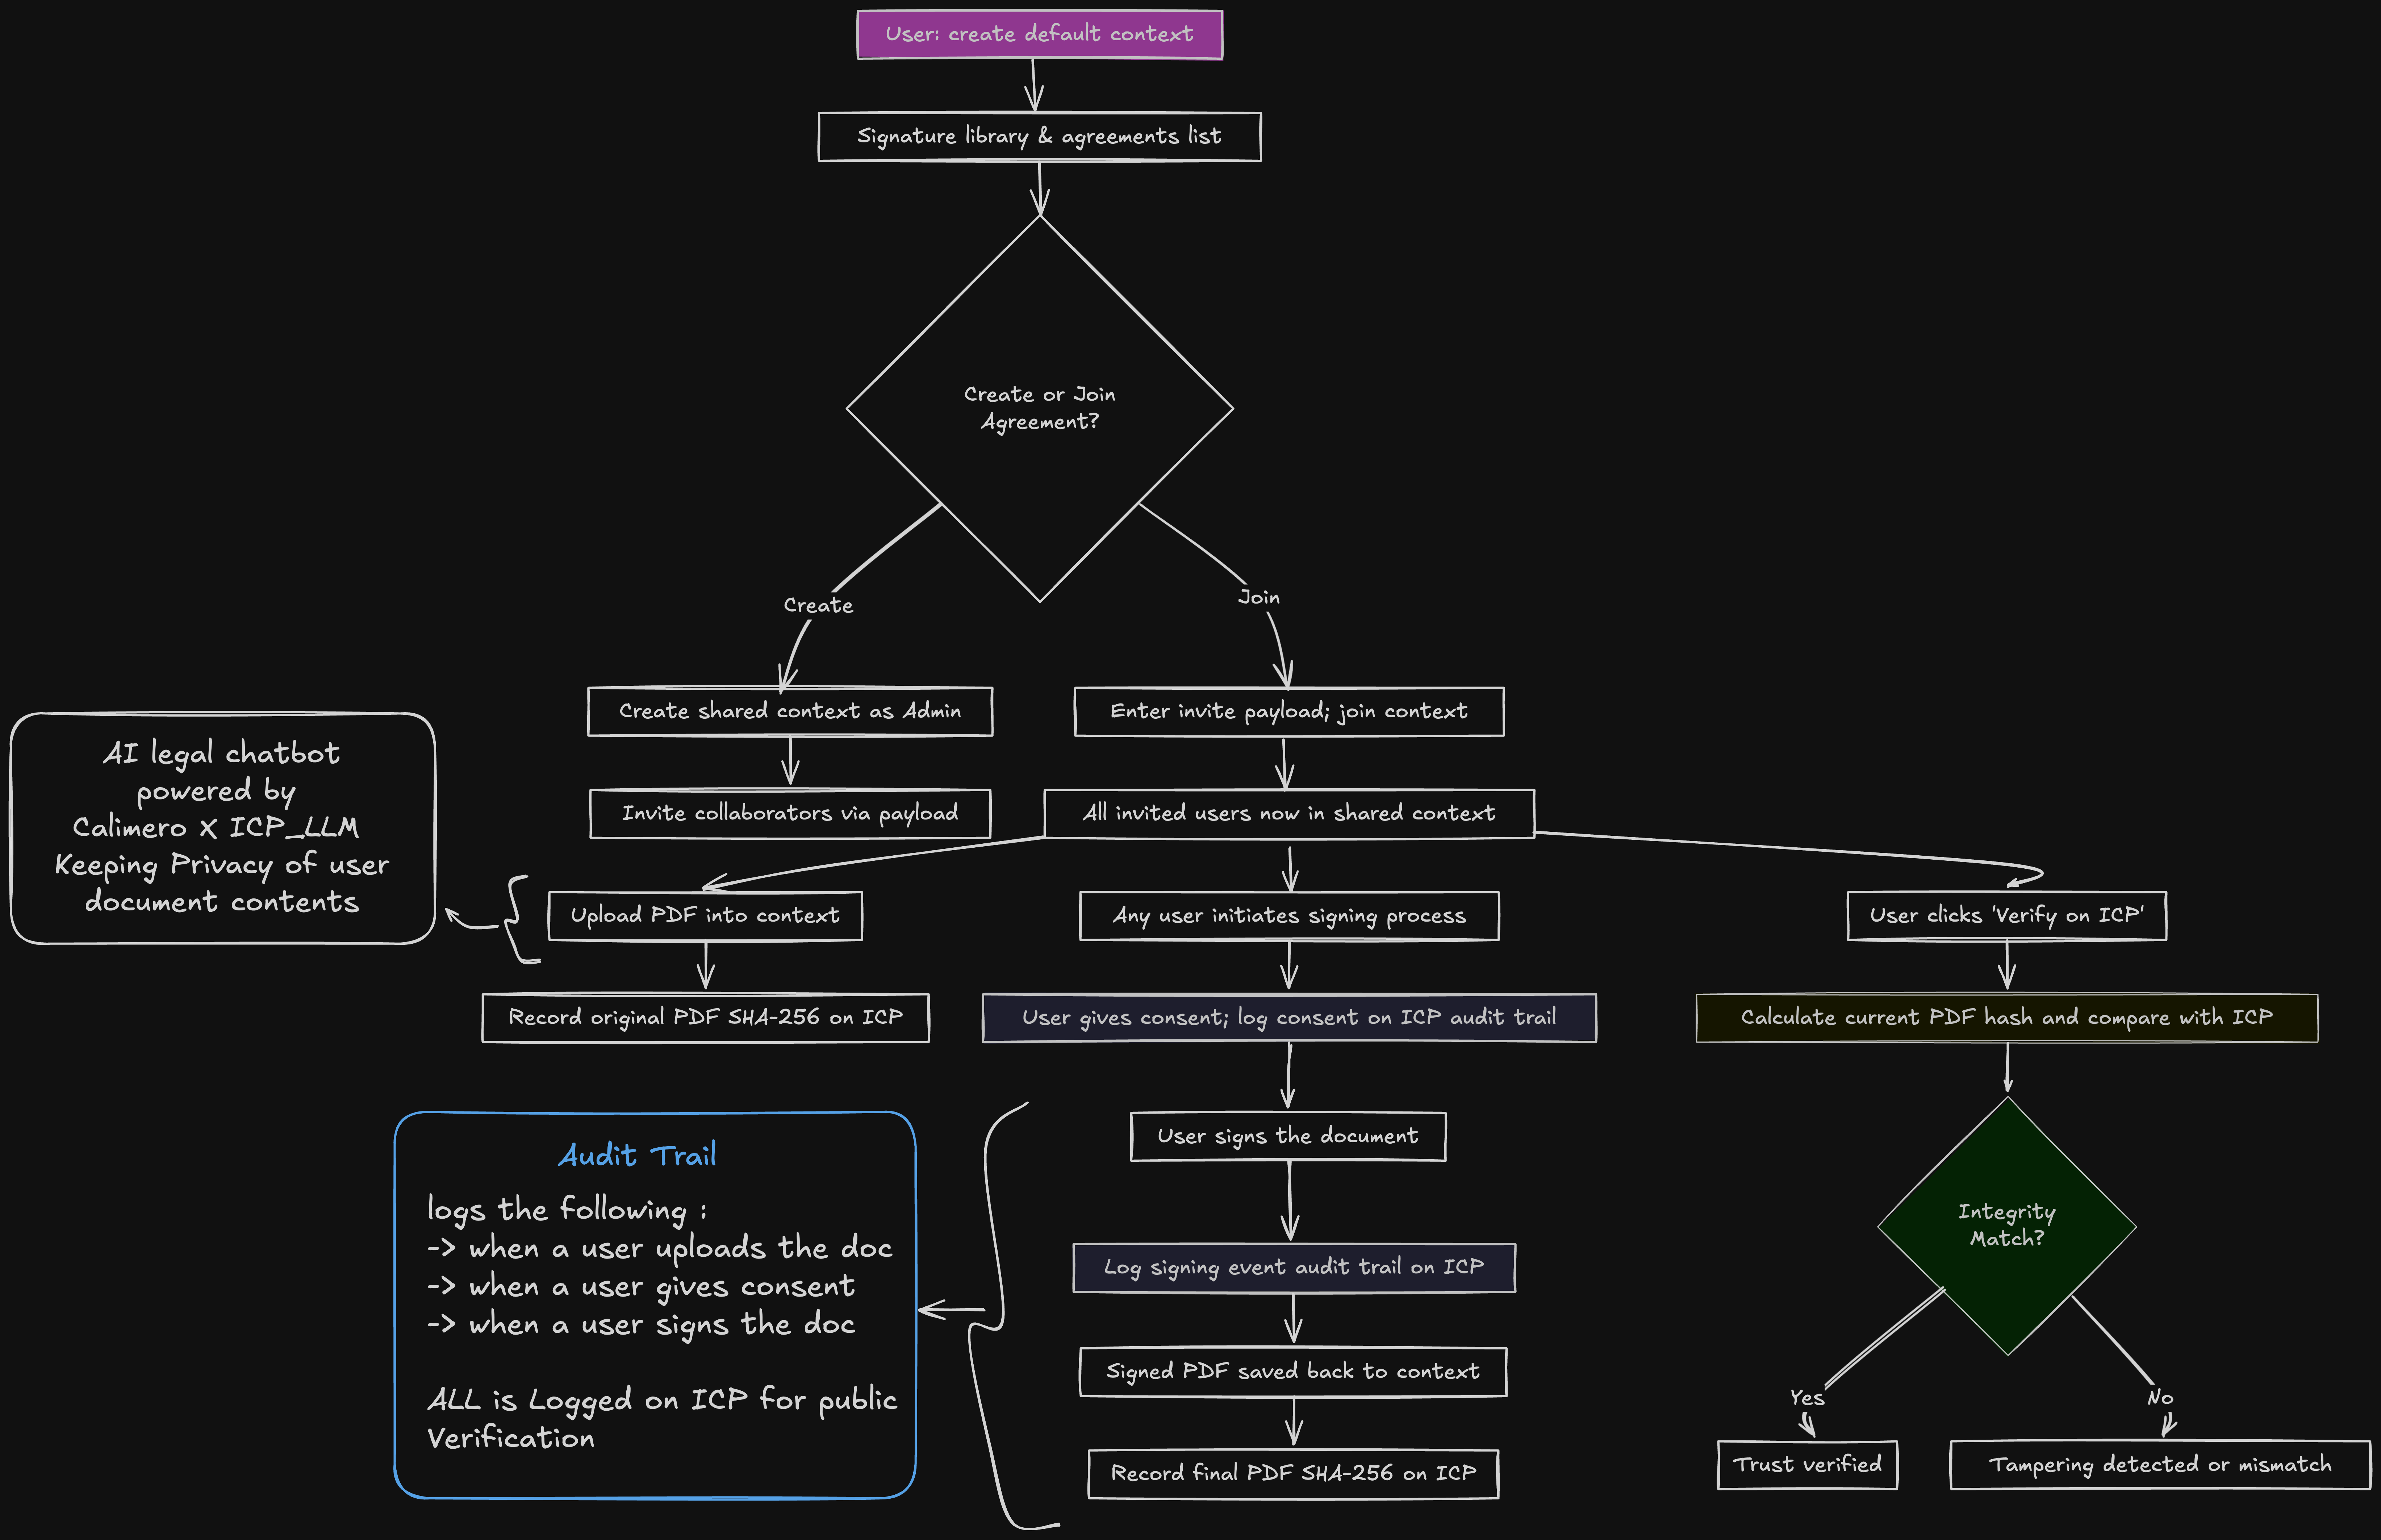 User: create default context
Signature library & agreements list
Create or Join
Agreement?
Create
Join
Create shared context as Admin
Enter invite payload; join context
AI legal chatbot
powered by
Calimero X ICP_LLM
Keeping Privacy of user
document contents
Invite collaborators via payload
All invited users now in shared context
Upload PDF into context
Any user initiates signing process
User clicks 'Verify on ICP'
Record original PDF SHA-256 on ICP
User gives consent; log consent on ICP audit trail
Calculate current PDF hash and compare with ICP
Audit Trail
logs the following :
-> when a user uploads the doc
-> when a user gives consent
-> when a user signs the doc
ALL is Logged on ICP for public
Verification
User signs the document
Log signing event audit trail on ICP
Signed PDF saved back to context
Record final PDF SHA-256 on ICP
Integrity
Match?
Yes
No
Trust verified
Tampering detected or mismatch